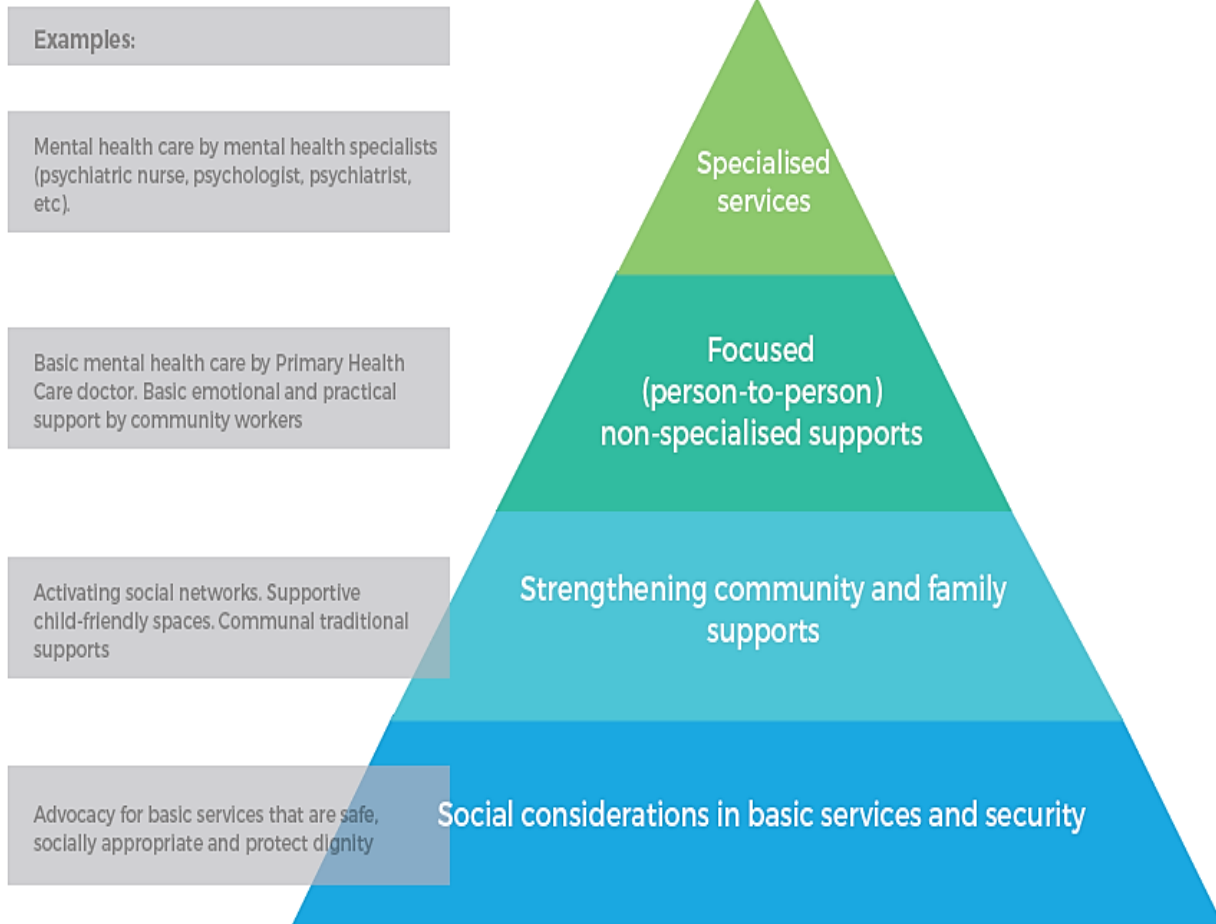 Examples:
Mental health care by mental health specialists
(psychiatric nurse, psychologist, psychiatrist,
etc).
Specialised
services
Basic mental health care by Primary Health
Care doctor. Basic emotional and practical
support by community workers
Focused
(person-to-person)
non-specialised supports
Activating social networks. Supportive
child-friendly spaces. Communal traditional
supports
Strengthening community and family
supports
Advocacy for basic services that are safe,
socially appropriate and protect dignity
Social considerations in basic services and security